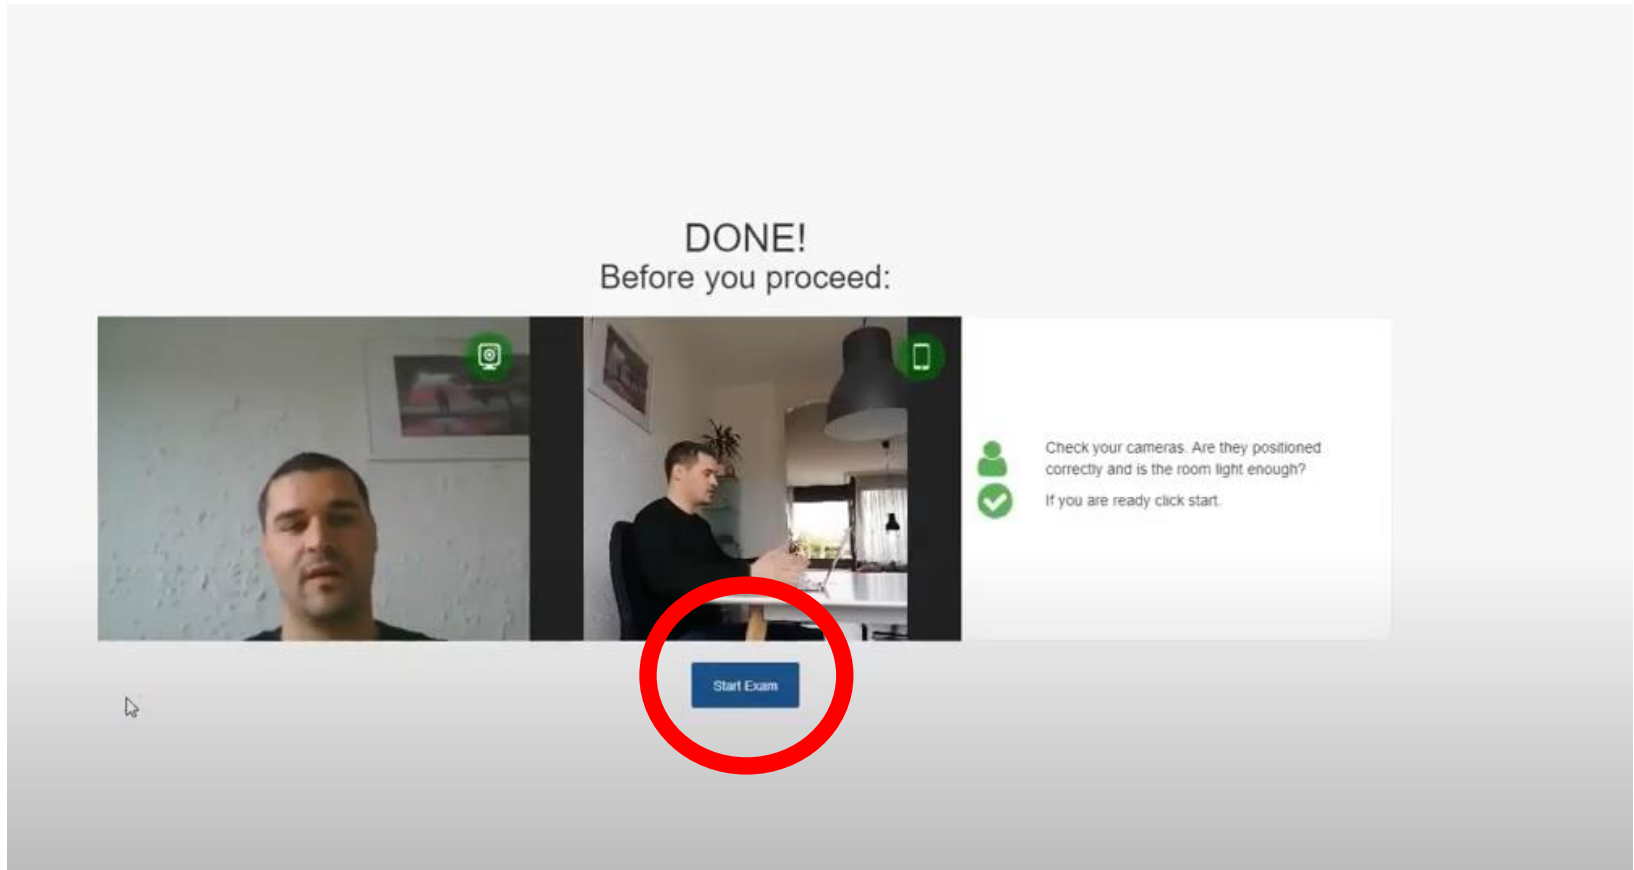 DONE!
Before you proceed:
Check your cameras. Are they positioned
correctly and is the room light enough?
If you are ready click start.
Start Exam